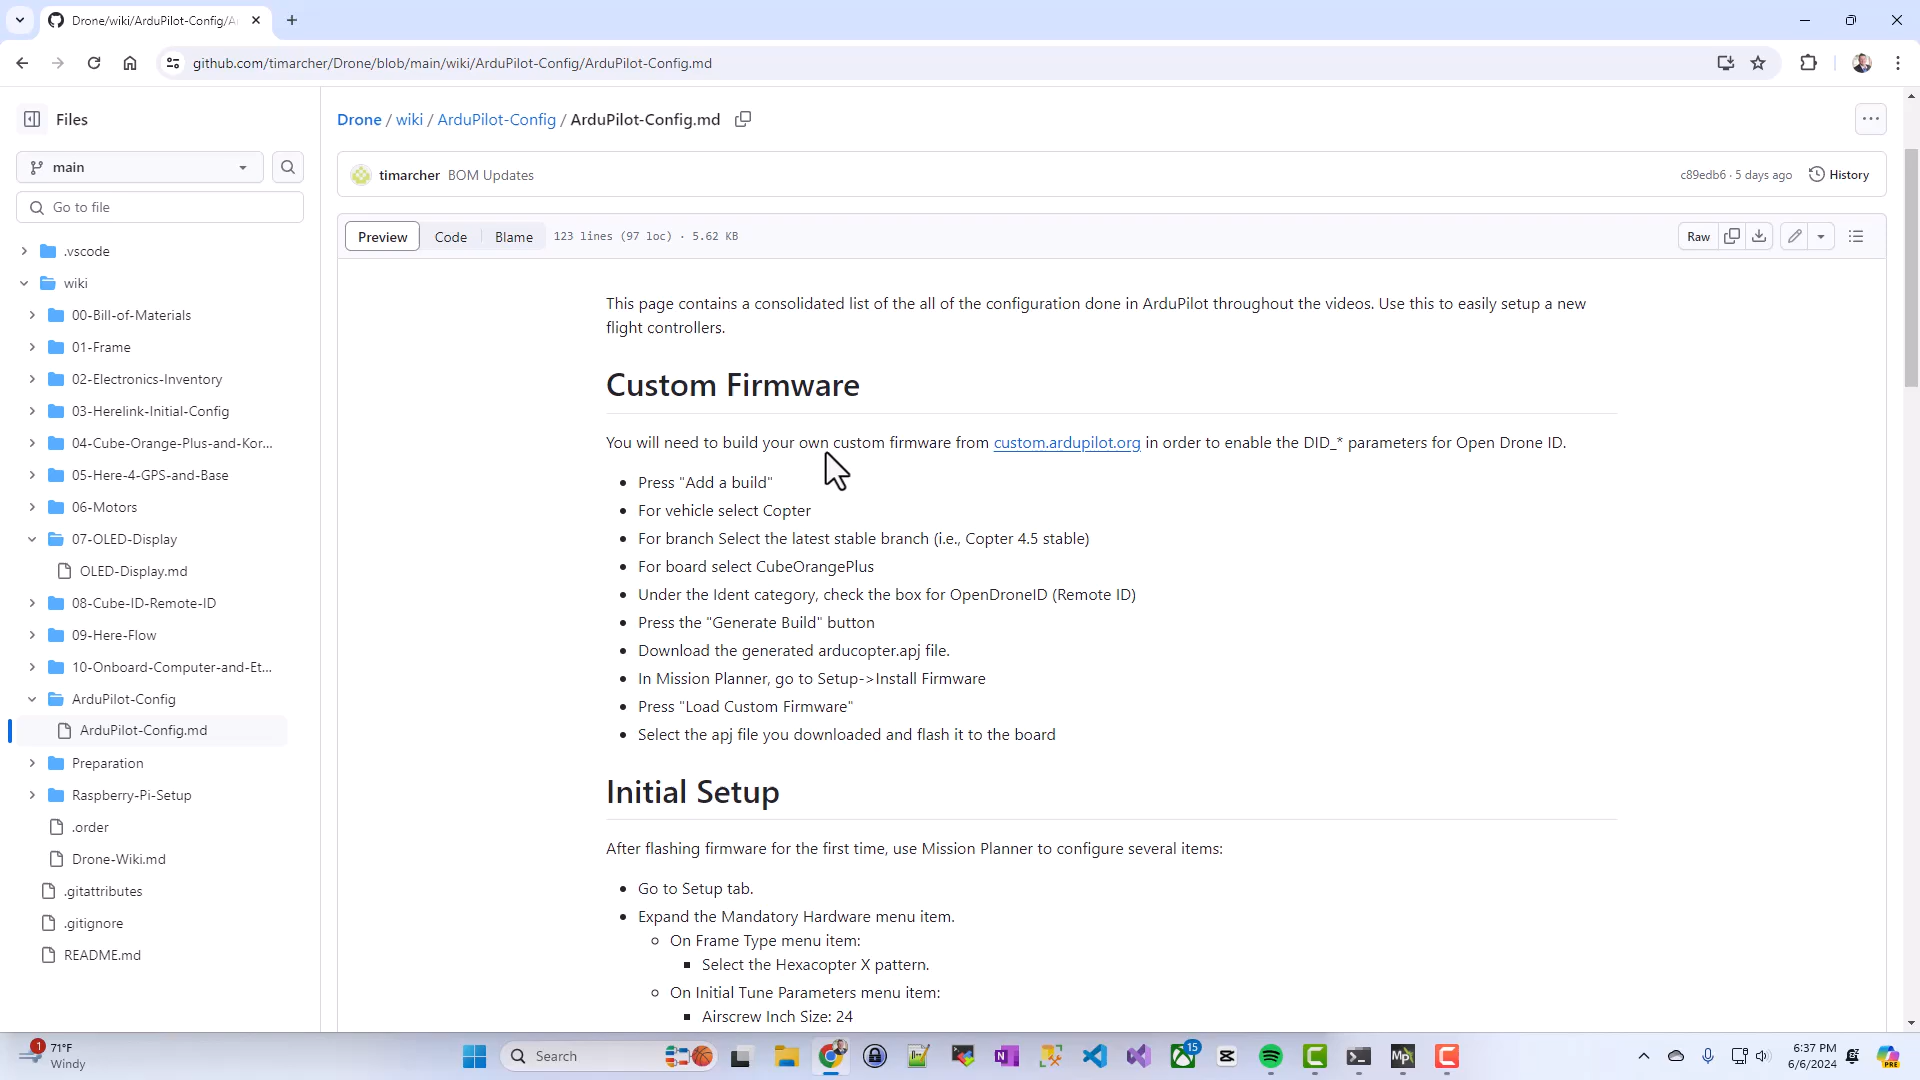 Drone/wiki/ArduPilot-Config/A
github.com/timarcher/Drone/blob/main/wiki/ArduPilot-Config/ArduPilot-Config.md
Files
main
Go to file
.vscode
wiki
00-Bill-of-Materials
01-Frame
02-Electronics-Inventory
03-Herelink-Initial-Config
04-Cube-Orange-Plus-and-Kor...
05-Here-4-GPS-and-Base
06-Motors
07-OLED-Display
OLED-Display.md
08-Cube-ID-Remote-ID
09-Here-Flow
10-Onboard-Computer-and-Et...
ArduPilot-Config
ArduPilot-Config.md
Preparation
Raspberry-Pi-Setup
.order
Drone-Wiki.md
.gitattributes
.gitignore
README.md
Drone / wiki / ArduPilot-Config / ArduPilot-Config.md
timarcher BOM Updates
c89edb6 · 5 days ago History
Preview Code Blame 123 lines (97 loc) · 5.62 KB
Raw
This page contains a consolidated list of the all of the configuration done in ArduPilot throughout the videos. Use this to easily setup a new
flight controllers.
Custom Firmware
You will need to build your own custom firmware from custom.ardupilot.org in order to enable the DID_* parameters for Open Drone ID.
Press "Add a build"
For vehicle select Copter
For branch Select the latest stable branch (i.e., Copter 4.5 stable)
For board select CubeOrangePlus
Under the Ident category, check the box for OpenDroneID (Remote ID)
Press the "Generate Build" button
Download the generated arducopter.apj file.
In Mission Planner, go to Setup->Install Firmware
Press "Load Custom Firmware"
Select the apj file you downloaded and flash it to the board
Initial Setup
After flashing firmware for the first time, use Mission Planner to configure several items:
Go to Setup tab.
Expand the Mandatory Hardware menu item.
On Frame Type menu item:
Select the Hexacopter X pattern.
On Initial Tune Parameters menu item:
Airscrew Inch Size: 24
1
71°F
Windy
Search
15
Mp
6:37 PM
6/6/2024
PRE